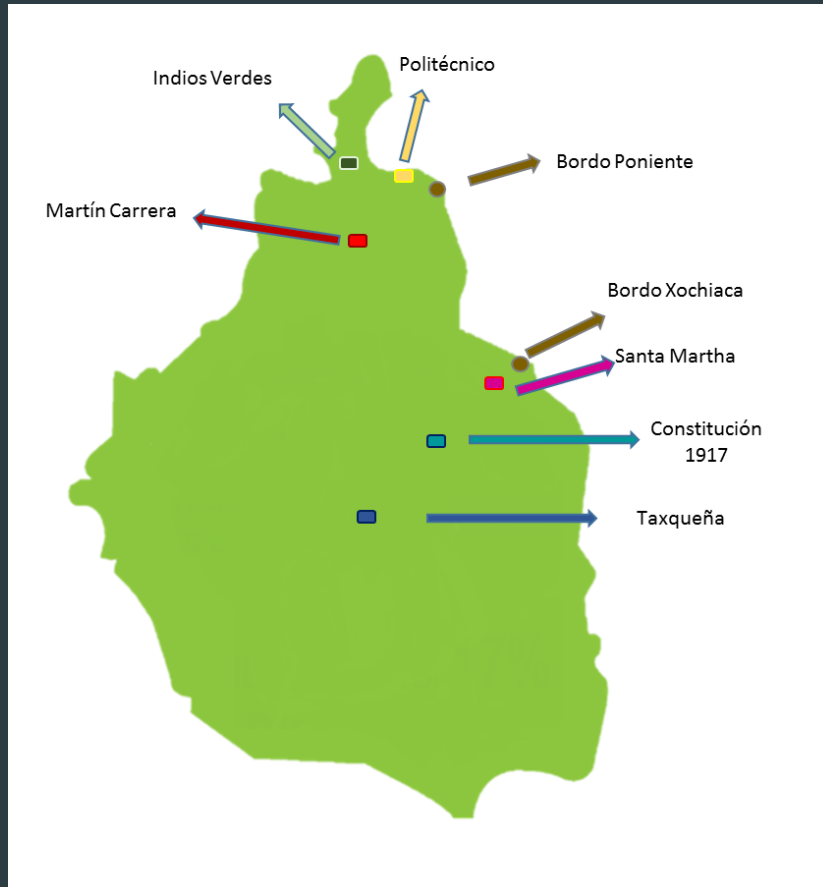 Indios Verdes
Politécnico
Bordo Poniente
Martín Carrera
Bordo Xochiaca
Santa Martha
Constitución
1917
Taxqueña